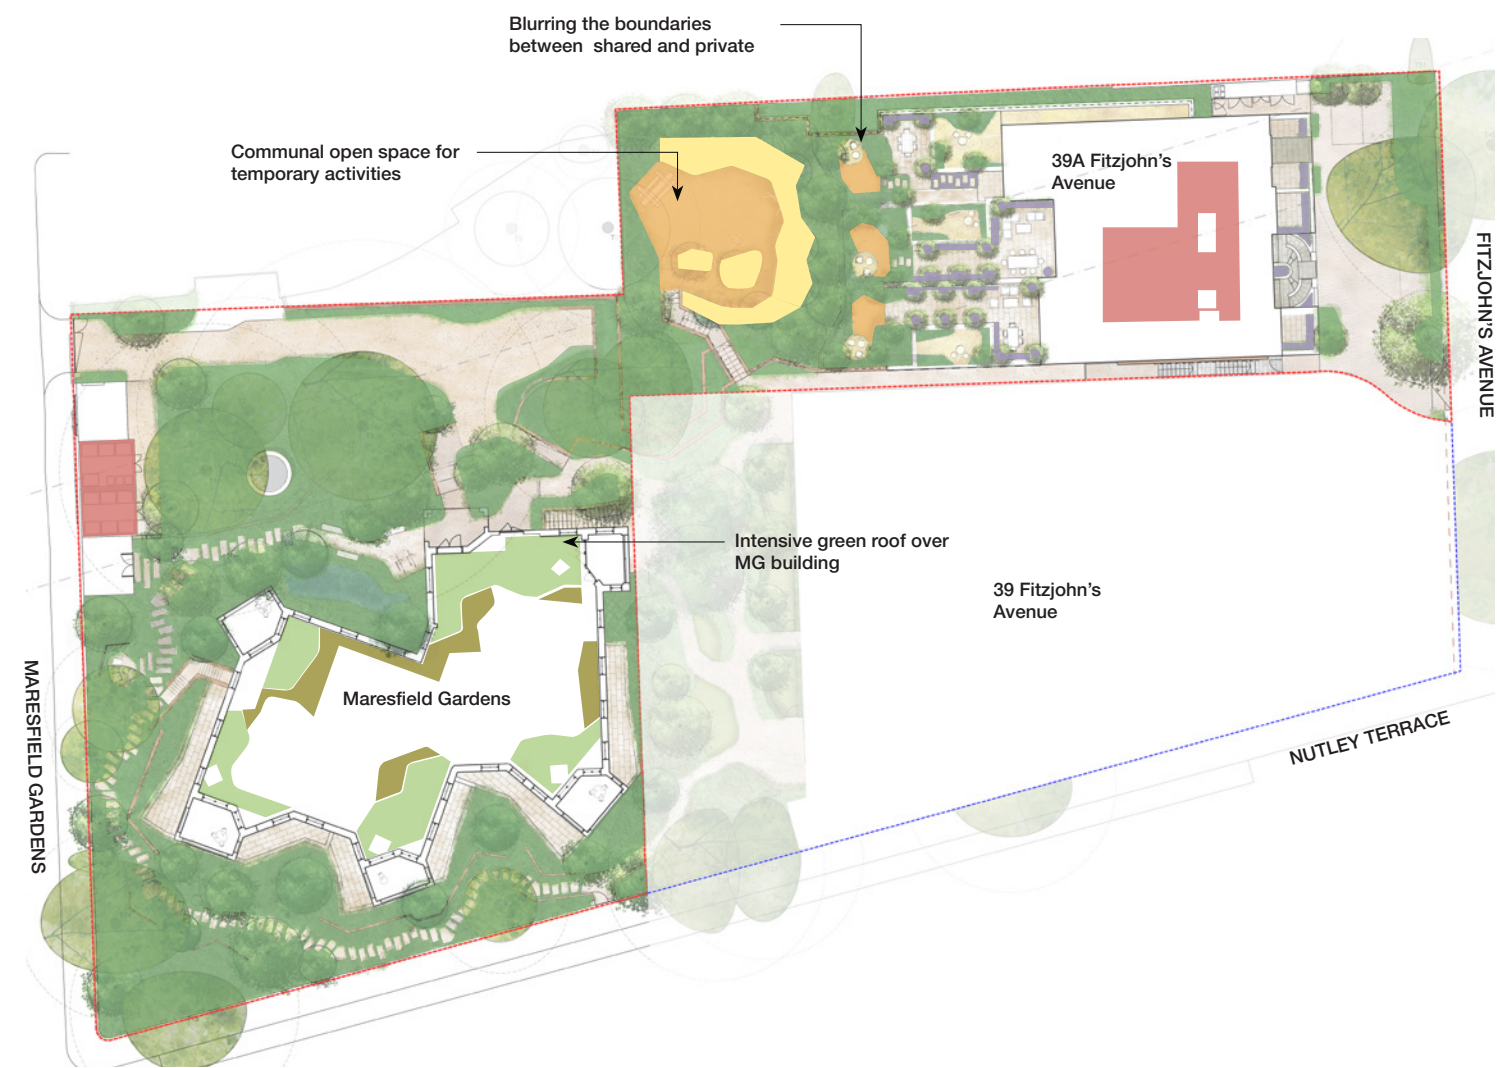 Blurring the boundaries
between shared and private
Communal open space for
temporary activities
39A Fitzjohn's
Avenue
FITZJOHN'S AVENUE
Intensive green roof over
MG building
39 Fitzjohn's
Avenue
Maresfield Gardens
MARESFIELD GARDENS
NUTLEY TERRACE